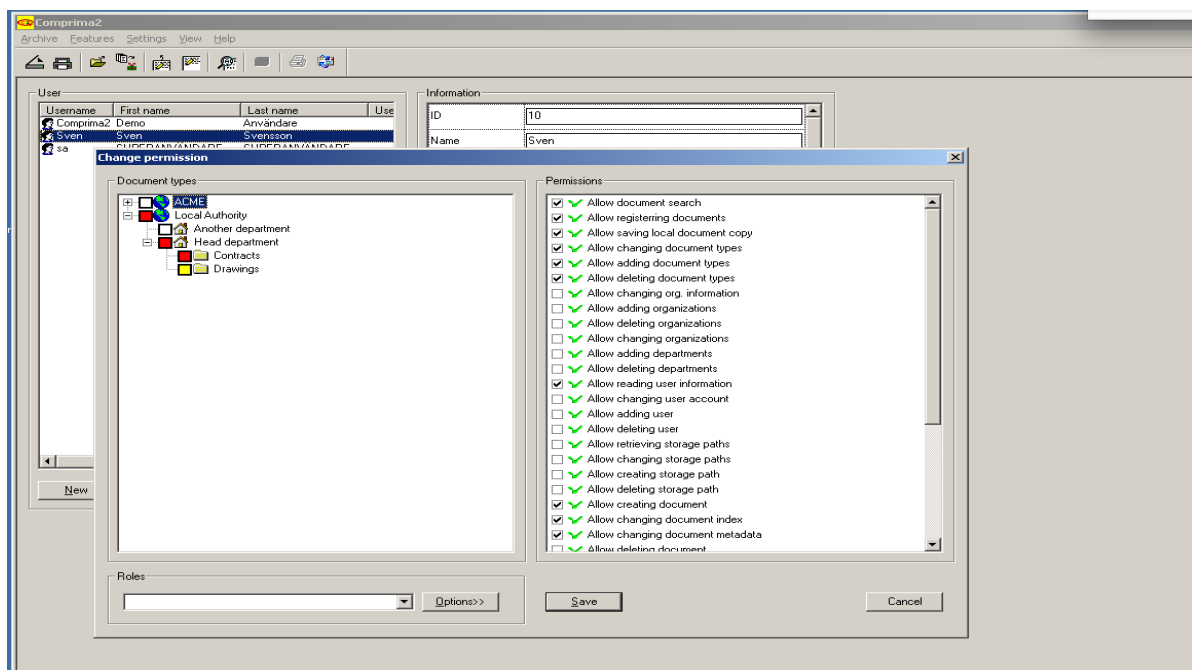 Comprima2
Archive Features Settings View Help
User
Information
Username First name Last name Use
Comprima2 Demo Användare
Sven Sven Svensson
sa SUPERANVÄNDARE SUPERANVÄNDARE
ID 10
Name Sven
Change permission
Document types
ACME
Local Authority
Another department
Head department
Contracts
Drawings
Permissions
Allow document search
Allow registerring documents
Allow saving local document copy
Allow changing document types
Allow adding document types
Allow deleting document types
Allow changing org. information
Allow adding organizations
Allow deleting organizations
Allow changing organizations
Allow adding departments
Allow deleting departments
Allow reading user information
Allow changing user account
Allow adding user
Allow deleting user
Allow retrieving storage paths
Allow changing storage paths
Allow creating storage path
Allow deleting storage path
Allow creating document
Allow changing document index
Allow changing document metadata
Allow deleting document
New
Roles
Options>>
Save
Cancel